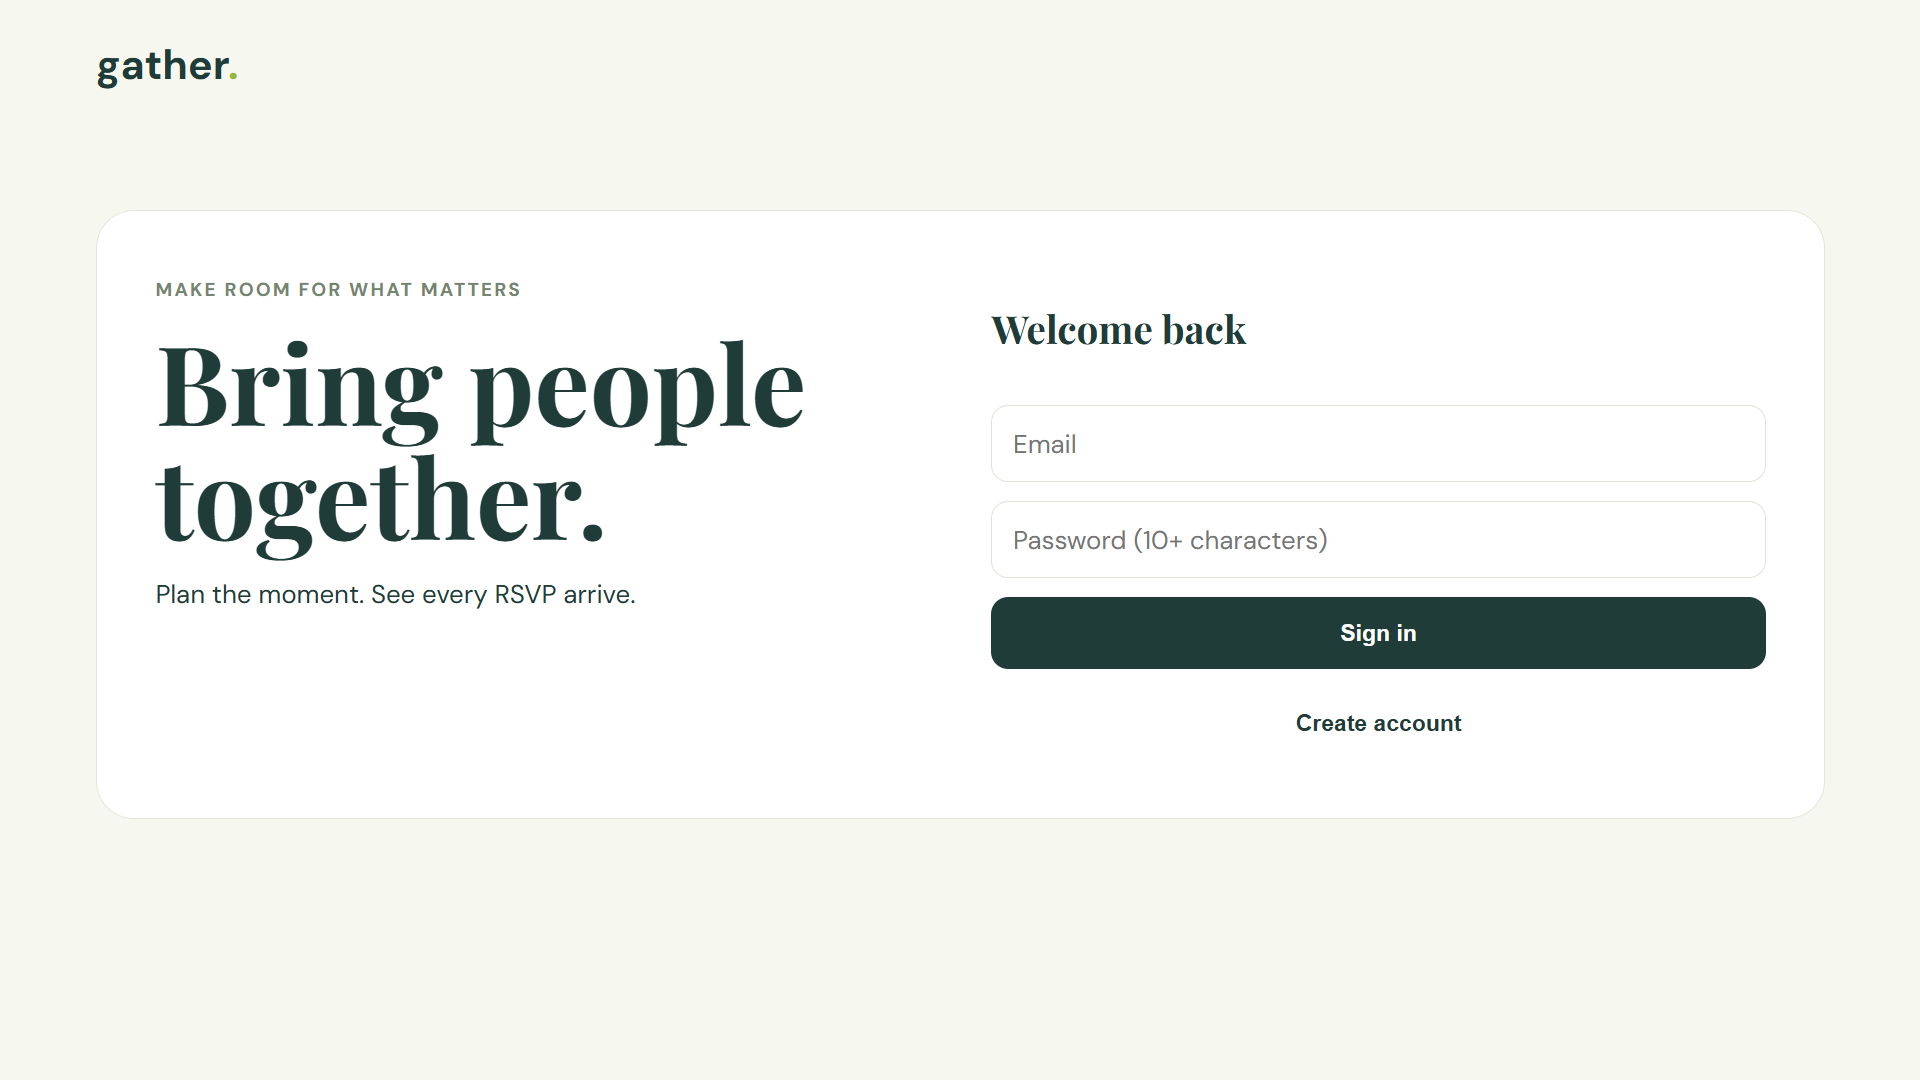 gather.
MAKE ROOM FOR WHAT MATTERS
Bring people
together.
Plan the moment. See every RSVP arrive.
Welcome back
Email
Password (10+ characters)
Sign in
Create account